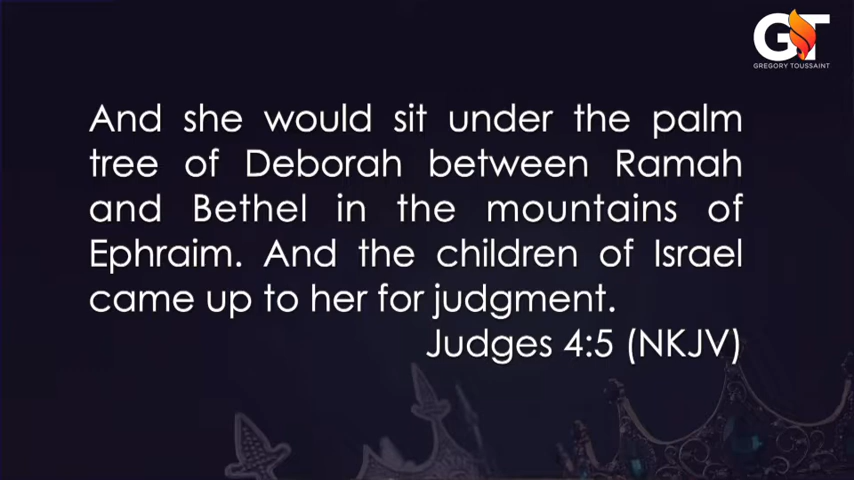 GT
GREGORY TOUSSAINT
And she would sit under the palm
tree of Deborah between Ramah
and Bethel in the mountains of
Ephraim. And the children of Israel
came up to her for judgment.
Judges 4:5 (NKJV)